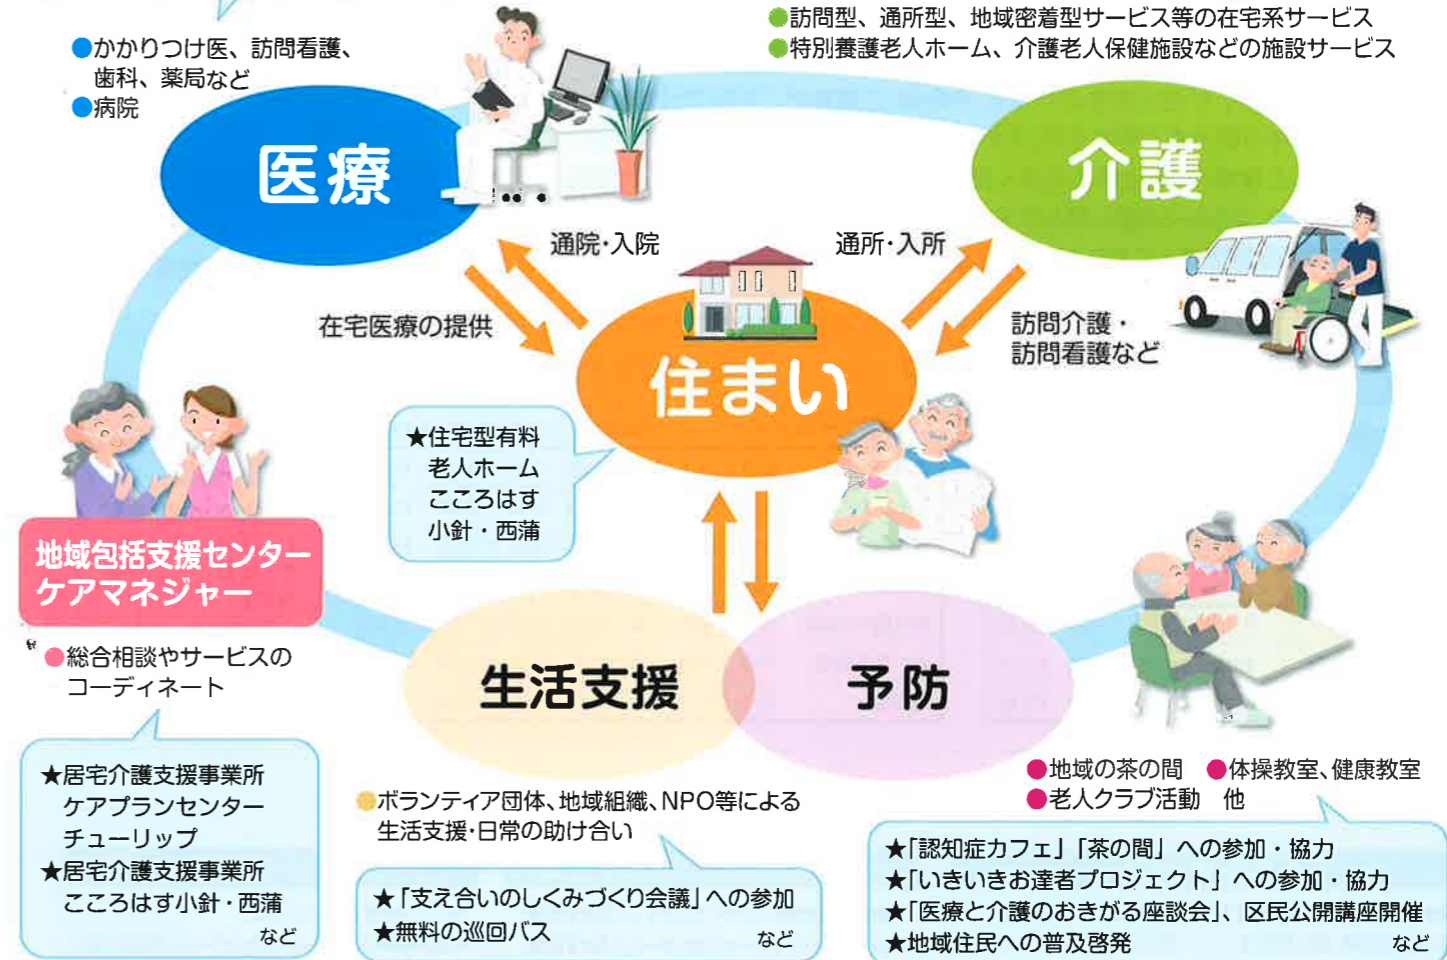 ●かかりつけ医、訪問看護、
歯科、薬局など
●病院
●訪問型、通所型、地域密着型サービス等の在宅系サービス
●特別養護老人ホーム、介護老人保健施設などの施設サービス
医療
介護
通院・入院
通所・入所
在宅医療の提供
訪問介護・
訪問看護など
住まい
★住宅型有料
老人ホーム
こころはす
小針・西蒲
地域包括支援センター
ケアマネジャー
●総合相談やサービスの
コーディネート
生活支援
予防
★居宅介護支援事業所
ケアプランセンター
チューリップ
★居宅介護支援事業所
こころはす小針・西蒲
など
●ボランティア団体、地域組織、NPO等による
生活支援・日常の助け合い
★「支え合いのしくみづくり会議」への参加
★無料の巡回バス
など
●地域の茶の間 ●体操教室、健康教室
●老人クラブ活動 他
★「認知症カフェ」「茶の間」への参加・協力
★「いきいきお達者プロジェクト」への参加・協力
★「医療と介護のおきがる座談会」、区民公開講座開催
★地域住民への普及啓発
など